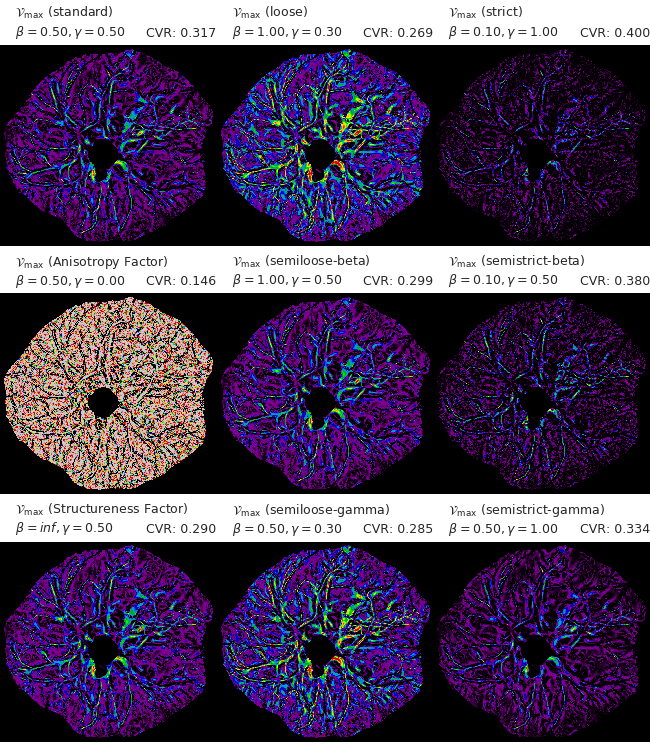 𝒱max (standard)
β = 0.50, γ = 0.50 CVR: 0.317
𝒱max (loose)
β = 1.00, γ = 0.30 CVR: 0.269
𝒱max (strict)
β = 0.10, γ = 1.00 CVR: 0.400
𝒱max (Anisotropy Factor)
β = 0.50, γ = 0.00 CVR: 0.146
𝒱max (semiloose-beta)
β = 1.00, γ = 0.50 CVR: 0.299
𝒱max (semistrict-beta)
β = 0.10, γ = 0.50 CVR: 0.380
𝒱max (Structureness Factor)
β = inf, γ = 0.50 CVR: 0.290
𝒱max (semiloose-gamma)
β = 0.50, γ = 0.30 CVR: 0.285
𝒱max (semistrict-gamma)
β = 0.50, γ = 1.00 CVR: 0.334